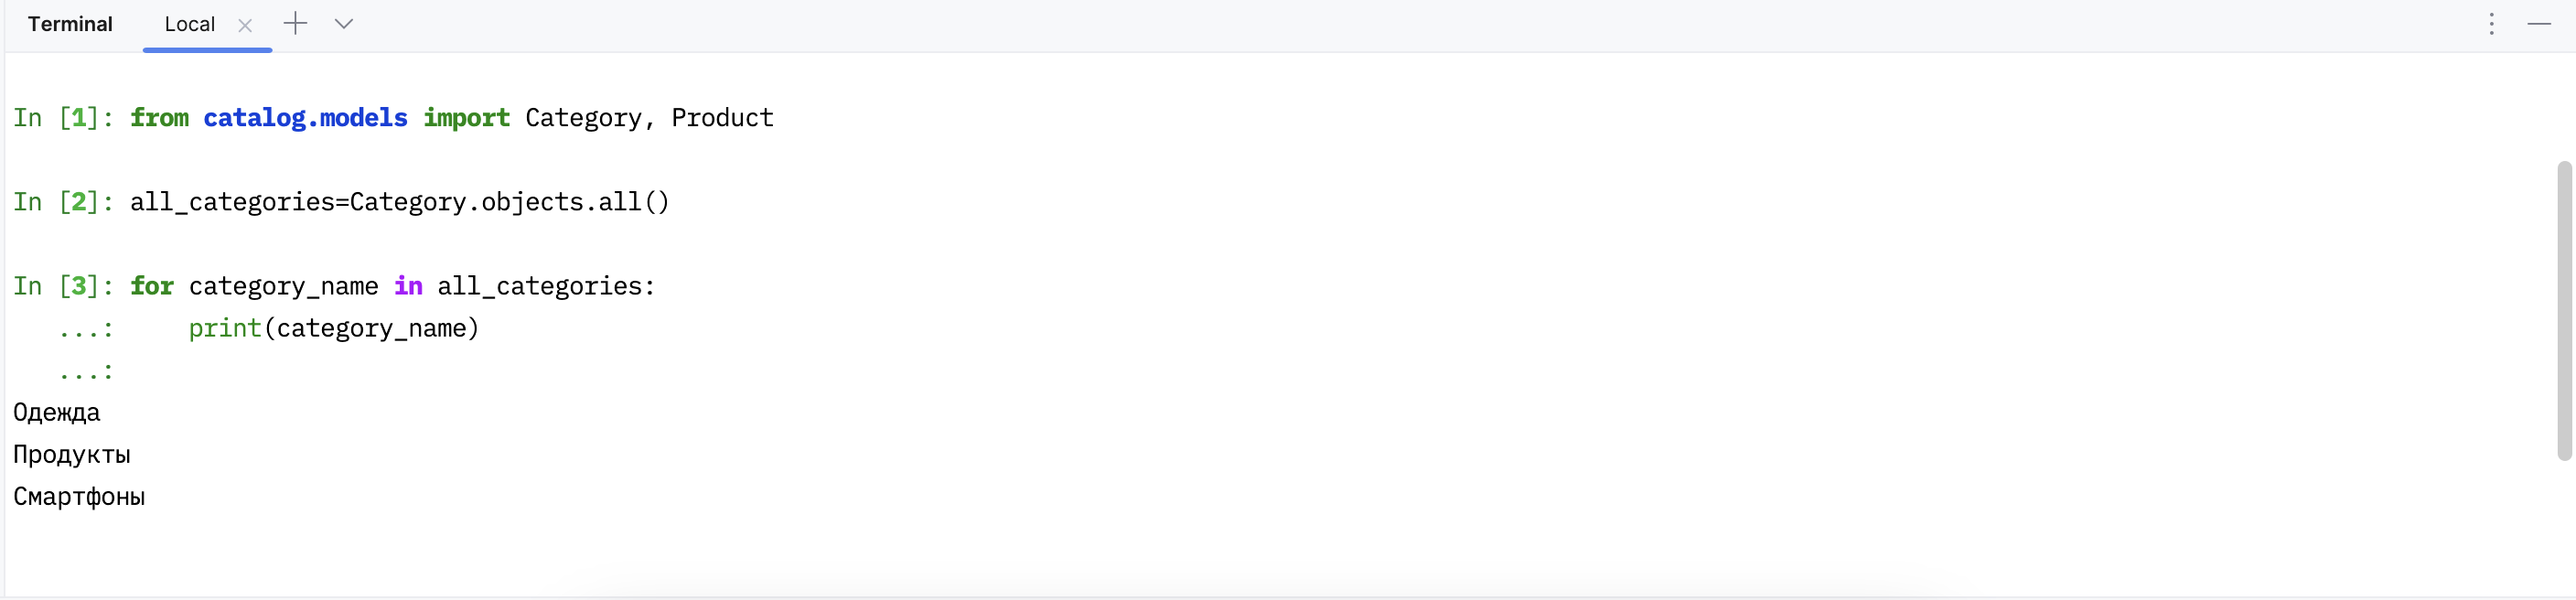 Terminal Local
In [1]: from catalog.models import Category, Product
In [2]: all_categories=Category.objects.all()
In [3]: for category_name in all_categories:
   ...:     print(category_name)
   ...:
Одежда
Продукты
Смартфоны